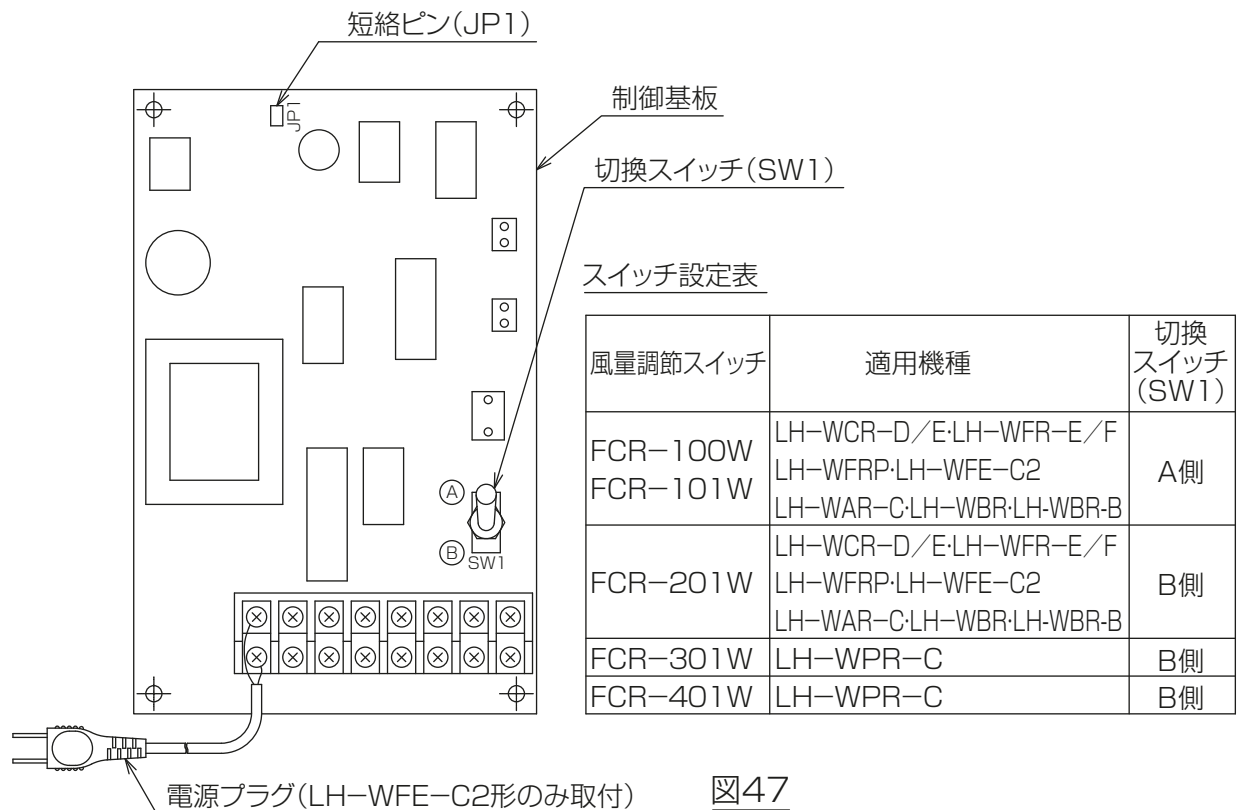 短絡ピン(JP1)
JP1
制御基板
切換スイッチ(SW1)
スイッチ設定表
風量調節スイッチ 適用機種 切換スイッチ(SW1)
FCR−100W
FCR−101W
LH−WCR−D／E·LH−WFR−E／F
LH−WFRP·LH−WFE−C2
LH−WAR−C·LH−WBR·LH-WBR-B
A側
FCR−201W
LH−WCR−D／E·LH−WFR−E／F
LH−WFRP·LH−WFE−C2
LH−WAR−C·LH−WBR·LH-WBR-B
B側
FCR−301W LH−WPR−C B側
FCR−401W LH−WPR−C B側
A
B
SW1
電源プラグ(LH−WFE−C2形のみ取付)
図47